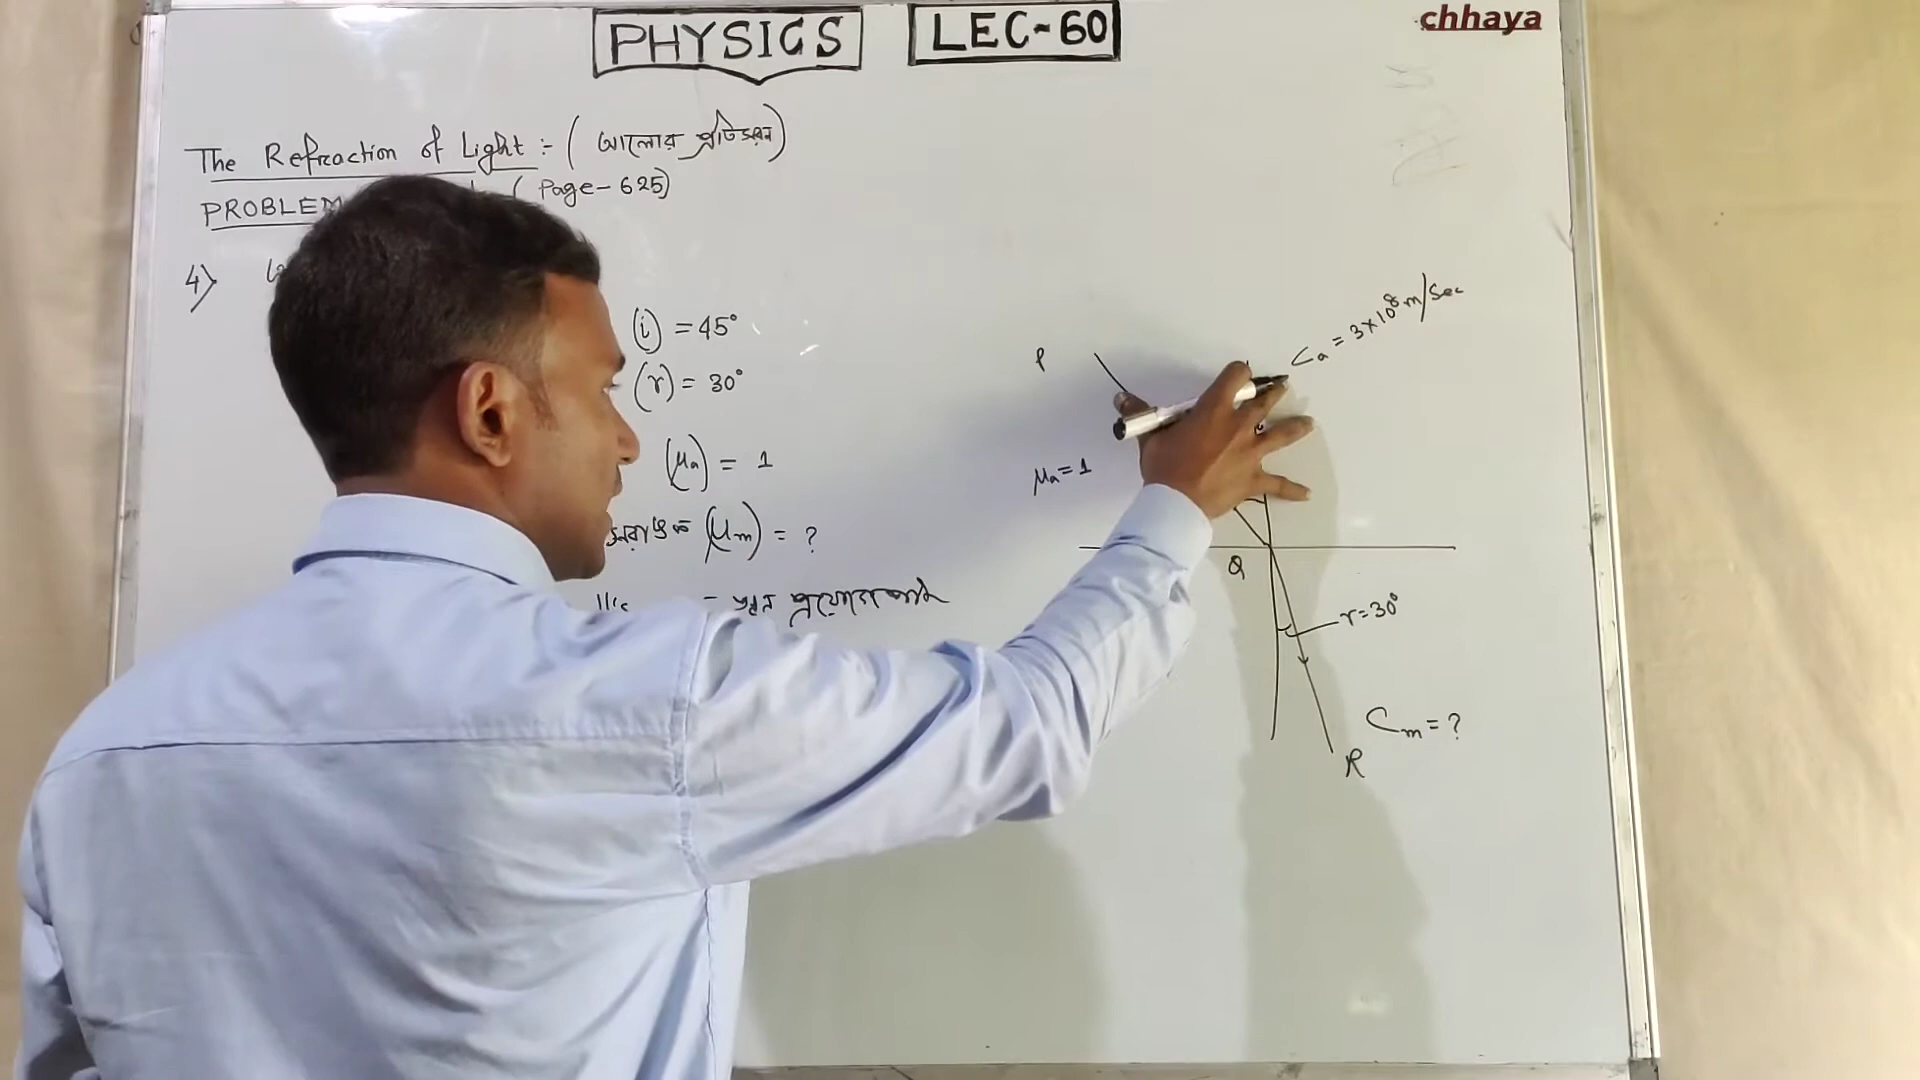 PHYSICS
LEC-60
chhaya
The Refraction of Light :- (আলোর প্রতিসরন)
PROBLEM (Page-625)
4)
(i) = 45°
(r) = 30°
(μa) = 1
(μm) = ?
P
Ca = 3×10⁸ m/sec
μa = 1
Q
r = 30°
Cm = ?
R